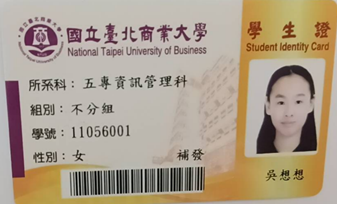 國立臺北商業大學
National Taipei University of Business
學生證
Student Identity Card
所系科：五專資訊管理科
組別：不分組
學號：11056001
性別：女
補發
吳想想